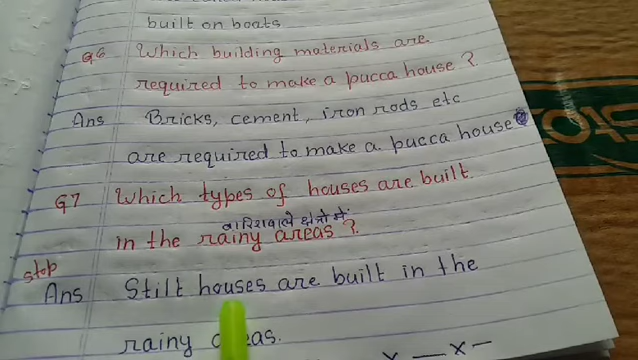 built on boats
Q6 Which building materials are
required to make a pucca house?
Ans Bricks, cement, iron rods etc
are required to make a pucca house
Q7 Which types of houses are built
बारिशवाले क्षेत्रो में
in the rainy areas?
stop
Ans Stilt houses are built in the
rainy areas.
x — x —